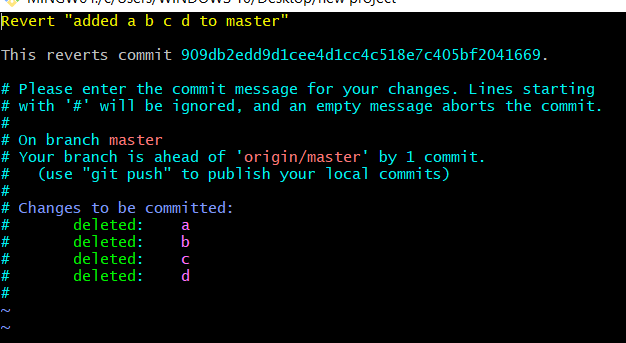 MINGW64:/c/Users/WINDOWS 10/Desktop/new project
Revert "added a b c d to master"
This reverts commit 909db2edd9d1cee4d1cc4c518e7c405bf2041669.
# Please enter the commit message for your changes. Lines starting
# with '#' will be ignored, and an empty message aborts the commit.
#
# On branch master
# Your branch is ahead of 'origin/master' by 1 commit.
#   (use "git push" to publish your local commits)
#
# Changes to be committed:
#       deleted:    a
#       deleted:    b
#       deleted:    c
#       deleted:    d
#
~
~